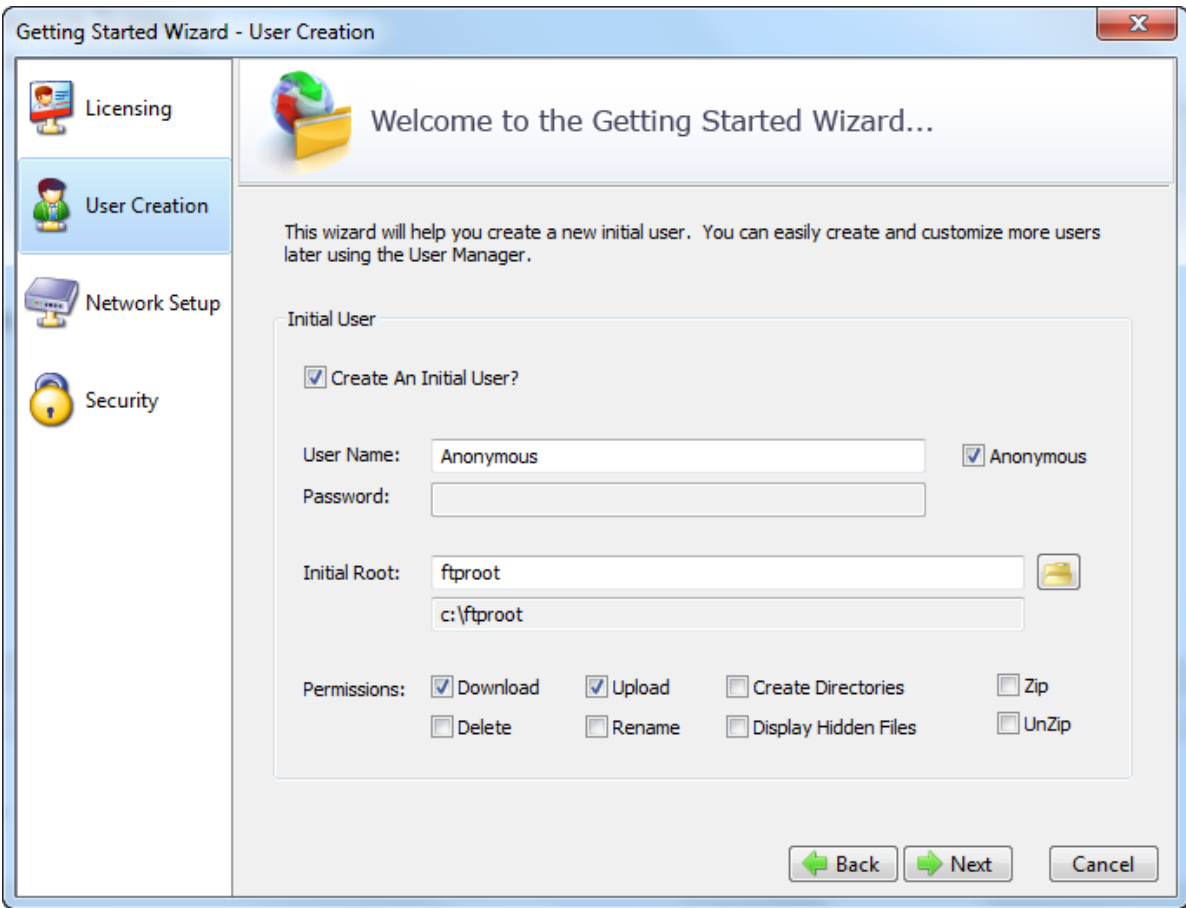 Getting Started Wizard - User Creation
Licensing
User Creation
Network Setup
Security
Welcome to the Getting Started Wizard...
This wizard will help you create a new initial user.  You can easily create and customize more users
later using the User Manager.
Initial User
Create An Initial User?
User Name: Anonymous Anonymous
Password:
Initial Root: ftproot
c:\ftproot
Permissions: Download Upload Create Directories Zip
Delete Rename Display Hidden Files UnZip
Back Next Cancel